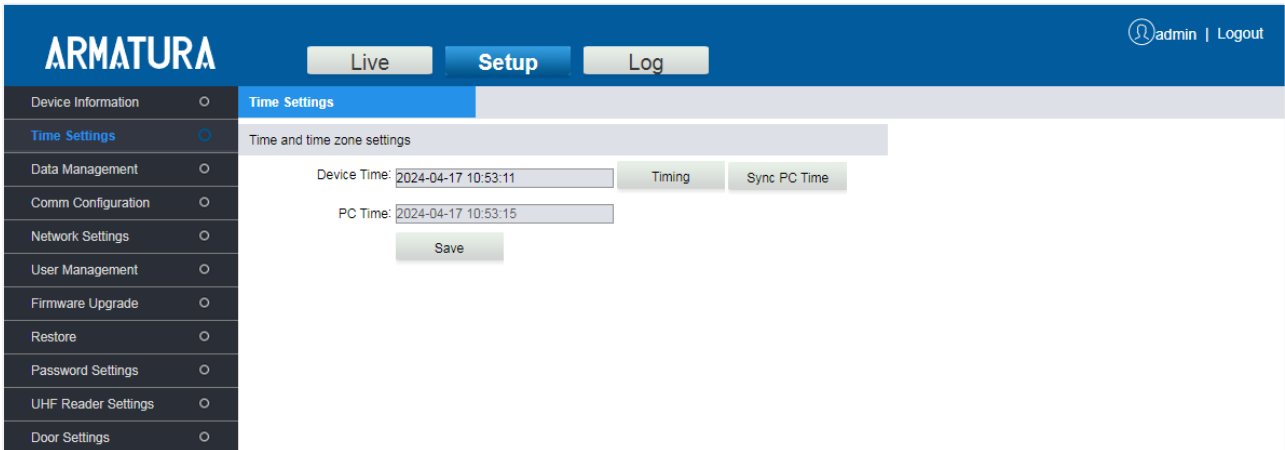 ARMATURA
Live
Setup
Log
admin | Logout
Device Information
Time Settings
Data Management
Comm Configuration
Network Settings
User Management
Firmware Upgrade
Restore
Password Settings
UHF Reader Settings
Door Settings
Time Settings
Time and time zone settings
Device Time: 2024-04-17 10:53:11 Timing Sync PC Time
PC Time: 2024-04-17 10:53:15
Save